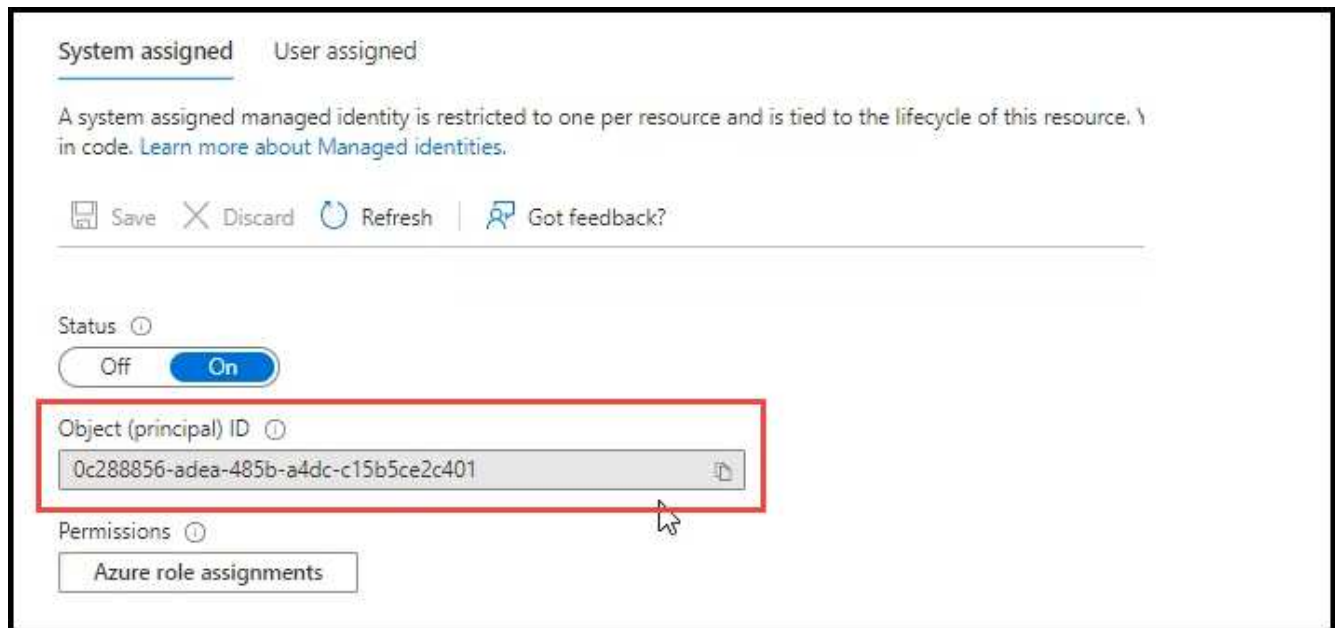 System assigned User assigned
A system assigned managed identity is restricted to one per resource and is tied to the lifecycle of this resource.
in code. Learn more about Managed identities.
Save Discard Refresh Got feedback?
Status
Off On
Object (principal) ID
0c288856-adea-485b-a4dc-c15b5ce2c401
Permissions
Azure role assignments